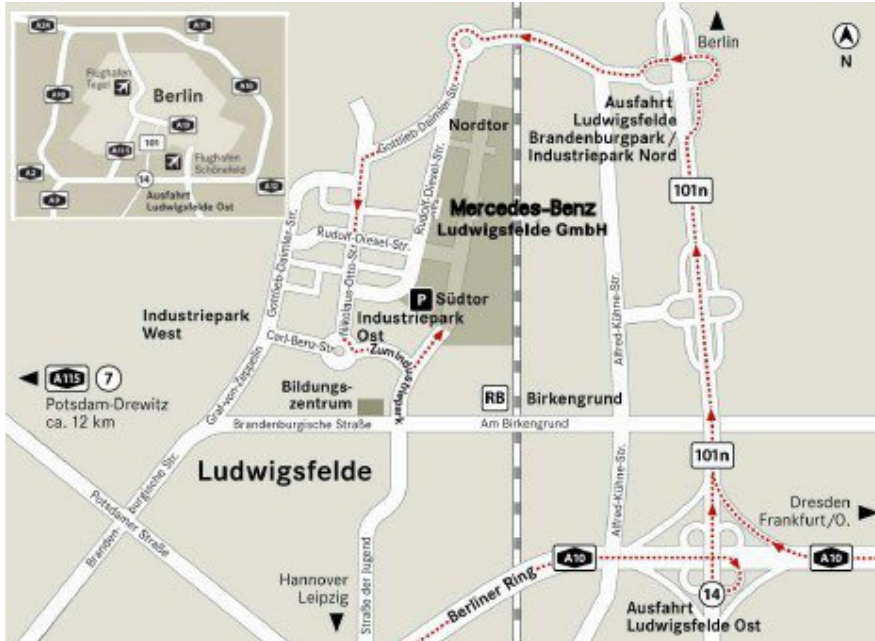 A24
A11
Flughafen
Tegel
Berlin
A10
A10
A115
101
A2
A9
14
Flughafen
Schönefeld
A12
Ausfahrt
Ludwigsfelde Ost
Berlin
N
Ausfahrt
Ludwigsfelde
Brandenburgpark /
Industriepark Nord
101n
Gottlieb-Daimler-Str.
Nordtor
Rudolf-Diesel-Str.
Mercedes-Benz
Ludwigsfelde GmbH
Gottlieb-Daimler-Str.
Rudolf-Diesel-Str.
Nikolaus-Otto-Str.
P
Südtor
Industriepark
West
Industriepark
Ost
Carl-Benz-Str.
Zum Industriepark
Alfred-Kühne-Str.
A115
7
Potsdam-Drewitz
ca. 12 km
Graf-von-Zeppelin
Bildungs-
zentrum
RB
Birkengrund
Brandenburgische Straße
Am Birkengrund
101n
Ludwigsfelde
Branden-
burgische Str.
Potsdamer Straße
Alfred-Kühne-Str.
Dresden
Frankfurt/O.
Hannover
Leipzig
Straße der Jugend
Berliner Ring
A10
A10
14
Ausfahrt
Ludwigsfelde Ost